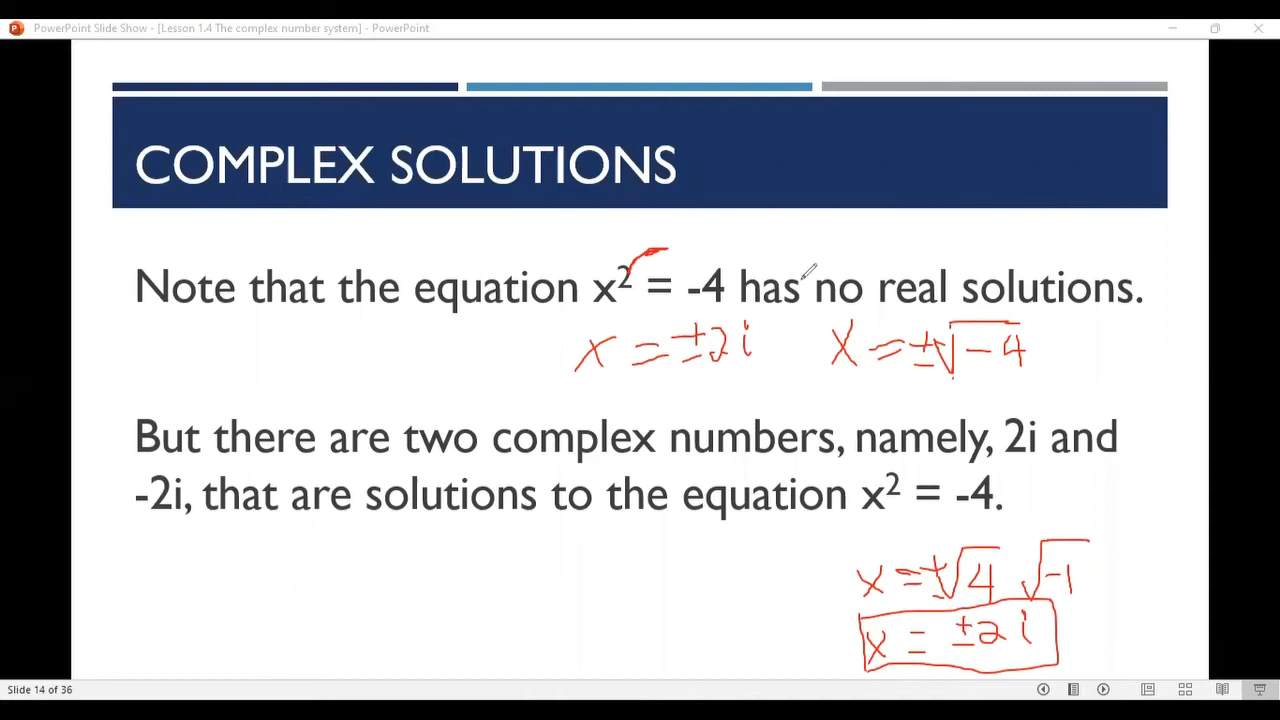 PowerPoint Slide Show - [Lesson 1.4 The complex number system] - PowerPoint
COMPLEX SOLUTIONS
Note that the equation x² = -4 has no real solutions.
x = ±2i x = ±√-4
But there are two complex numbers, namely, 2i and
-2i, that are solutions to the equation x² = -4.
x = ±√4 √-1
x = ±2 i
Slide 14 of 36